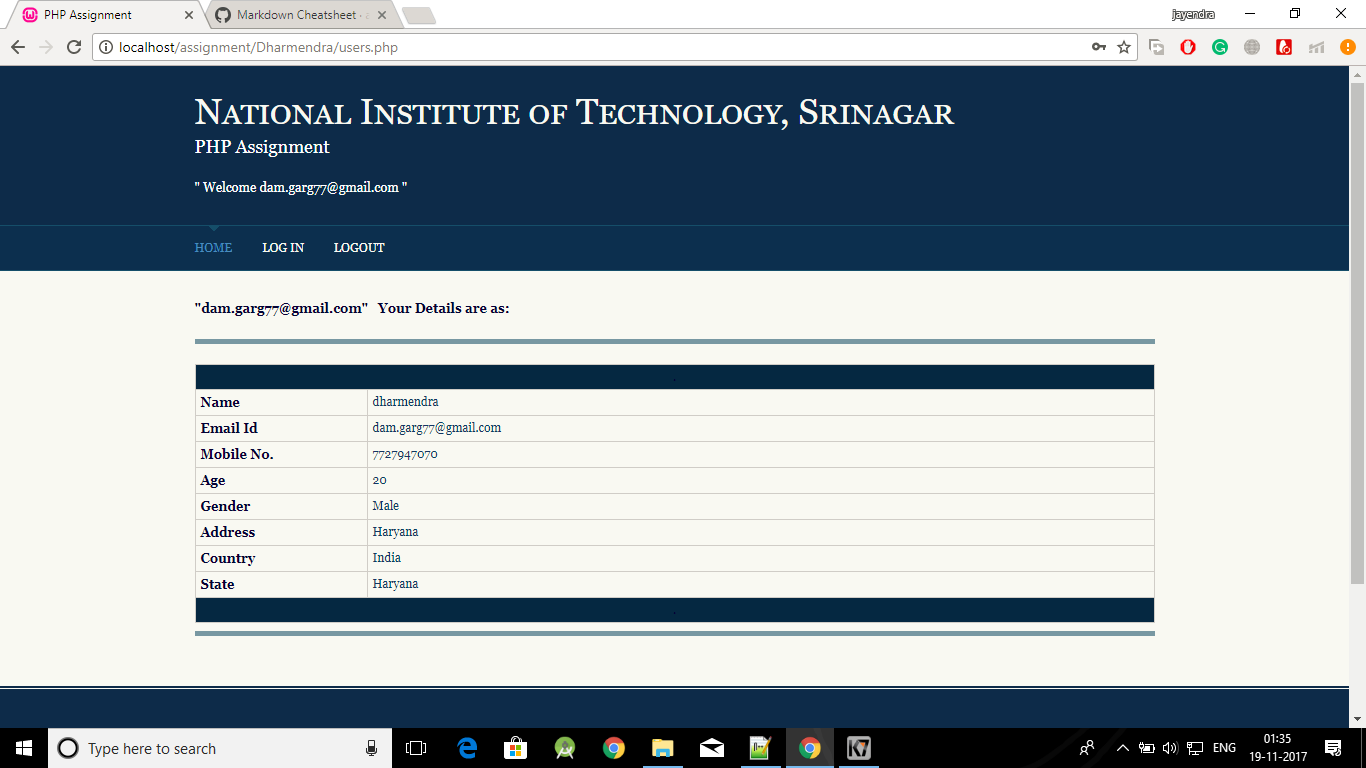 PHP Assignment
Markdown Cheatsheet ·
jayendra
localhost/assignment/Dharmendra/users.php
National Institute of Technology, Srinagar
PHP Assignment
" Welcome dam.garg77@gmail.com "
HOME LOG IN LOGOUT
"dam.garg77@gmail.com" Your Details are as:
Name dharmendra
Email Id dam.garg77@gmail.com
Mobile No. 7727947070
Age 20
Gender Male
Address Haryana
Country India
State Haryana
Type here to search
ENG
01:35
19-11-2017